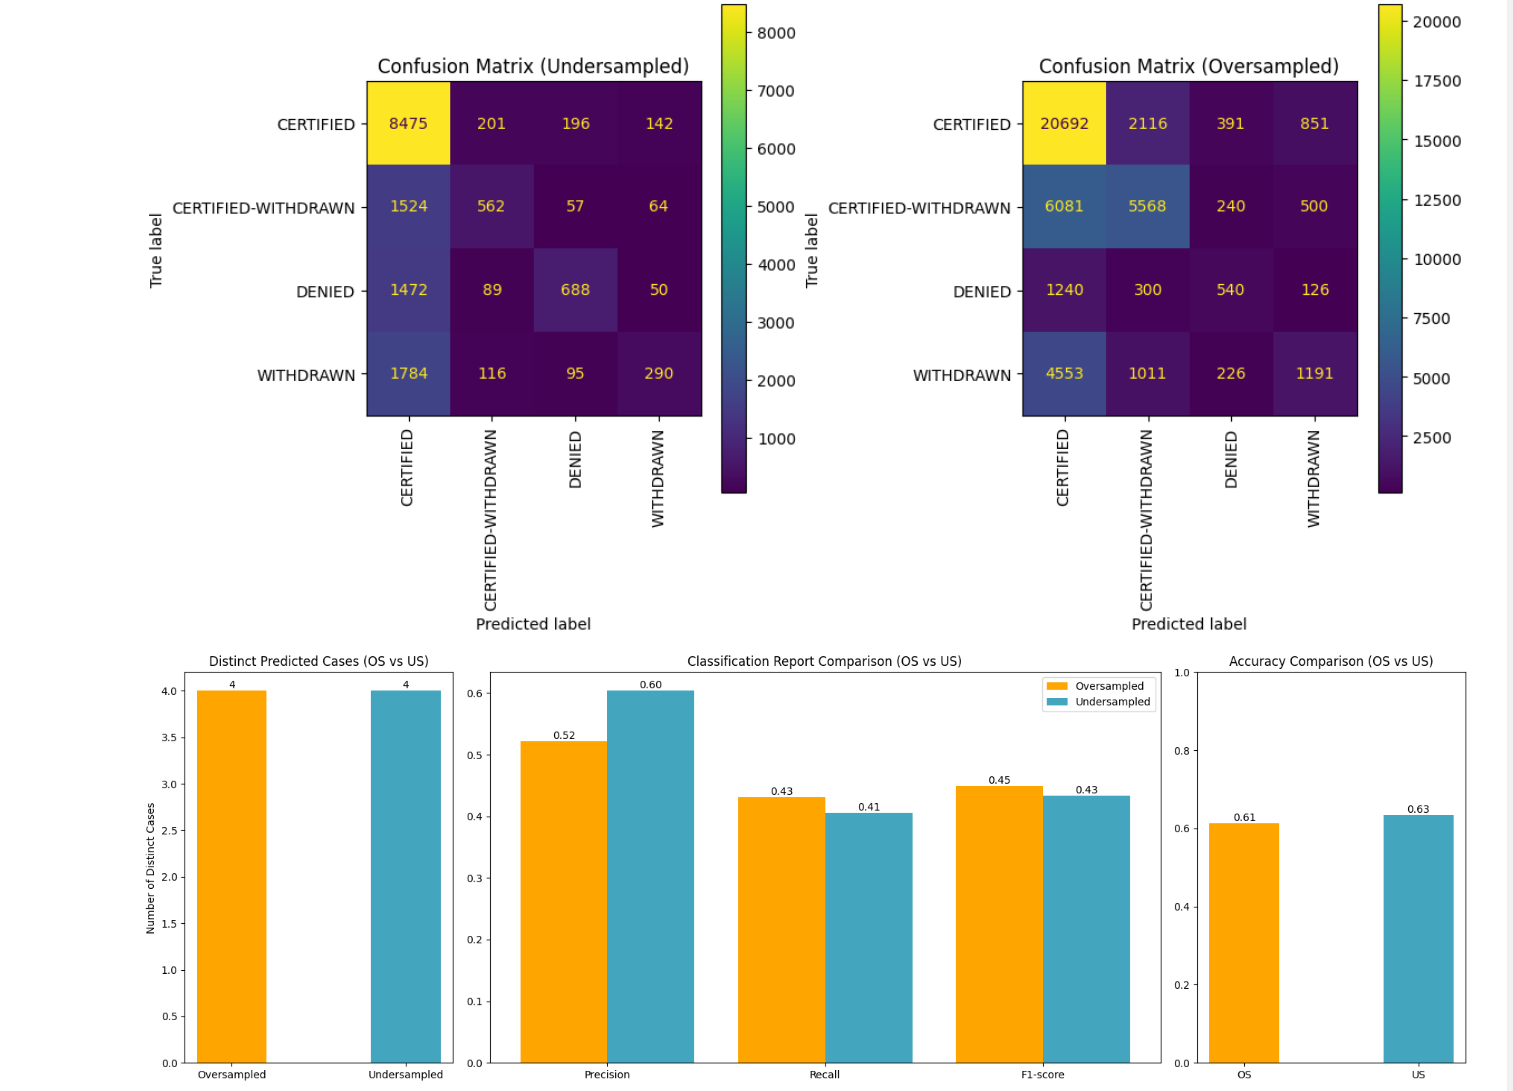 Confusion Matrix (Undersampled)
True label
CERTIFIED
CERTIFIED-WITHDRAWN
DENIED
WITHDRAWN
8475 201 196 142
1524 562 57 64
1472 89 688 50
1784 116 95 290
CERTIFIED
CERTIFIED-WITHDRAWN
DENIED
WITHDRAWN
Predicted label
8000
7000
6000
5000
4000
3000
2000
1000
Confusion Matrix (Oversampled)
True label
CERTIFIED
CERTIFIED-WITHDRAWN
DENIED
WITHDRAWN
20692 2116 391 851
6081 5568 240 500
1240 300 540 126
4553 1011 226 1191
CERTIFIED
CERTIFIED-WITHDRAWN
DENIED
WITHDRAWN
Predicted label
20000
17500
15000
12500
10000
7500
5000
2500
Distinct Predicted Cases (OS vs US)
Number of Distinct Cases
4.0
3.5
3.0
2.5
2.0
1.5
1.0
0.5
0.0
4 4
Oversampled Undersampled
Classification Report Comparison (OS vs US)
Oversampled
Undersampled
0.6
0.5
0.4
0.3
0.2
0.1
0.0
0.52 0.60
0.43 0.41
0.45 0.43
Precision Recall F1-score
Accuracy Comparison (OS vs US)
1.0
0.8
0.6
0.4
0.2
0.0
0.61 0.63
OS US